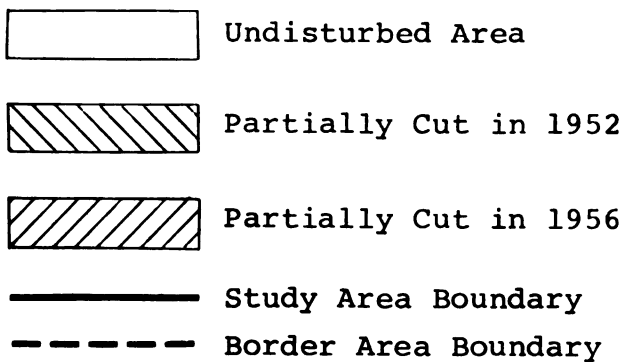 Undisturbed Area
Partially Cut in 1952
Partially Cut in 1956
Study Area Boundary
Border Area Boundary